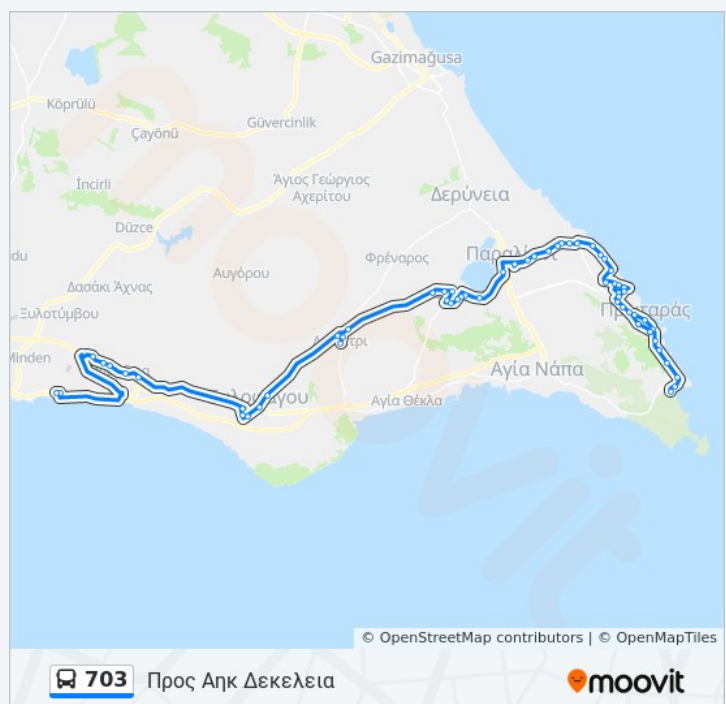 Gazimağusa
Köprülü
Güvercinlik
Çayönü
Άγιος Γεώργιος
Αχερίτου
İncirli
Δερύνεια
Düzce
Φρέναρος
du
Αυγόρου
Δασάκι Άχνας
Ξυλοτύμβου
Minden
Αγία Νάπα
Αγία Θέκλα
© OpenStreetMap contributors | © OpenMapTiles
703 Προς Αηκ Δεκελεια
moovit